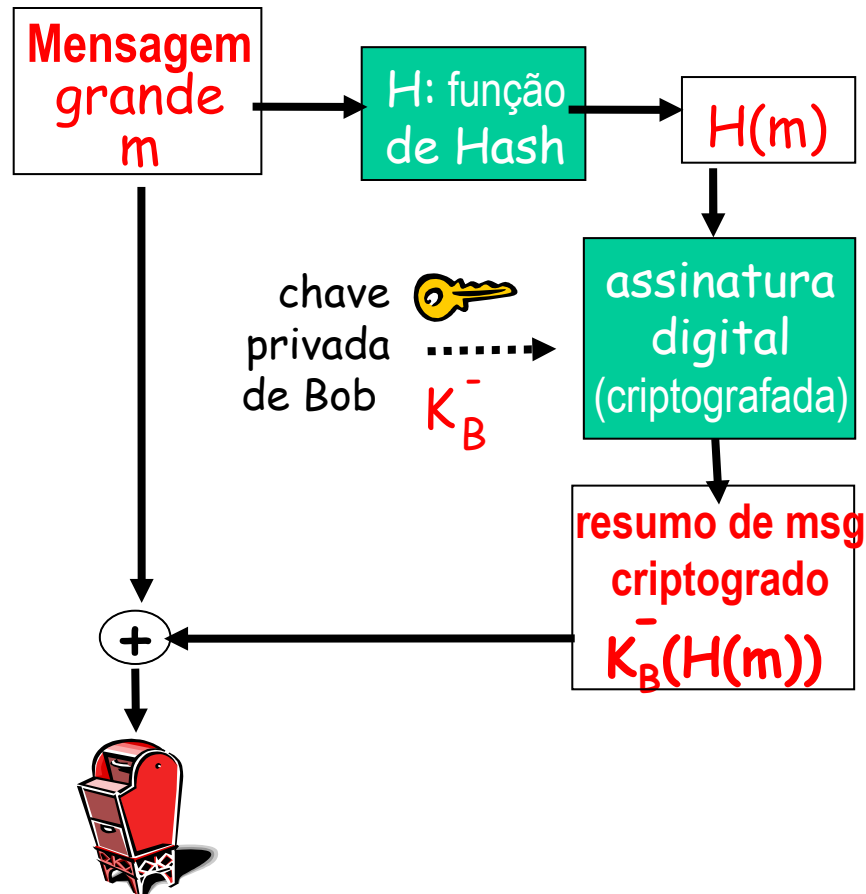 Mensagem
grande
m
H: função
de Hash
H(m)
chave
privada
de Bob
K_B^-
assinatura
digital
(criptografada)
resumo de msg
criptogrado
K_B^-(H(m))
+